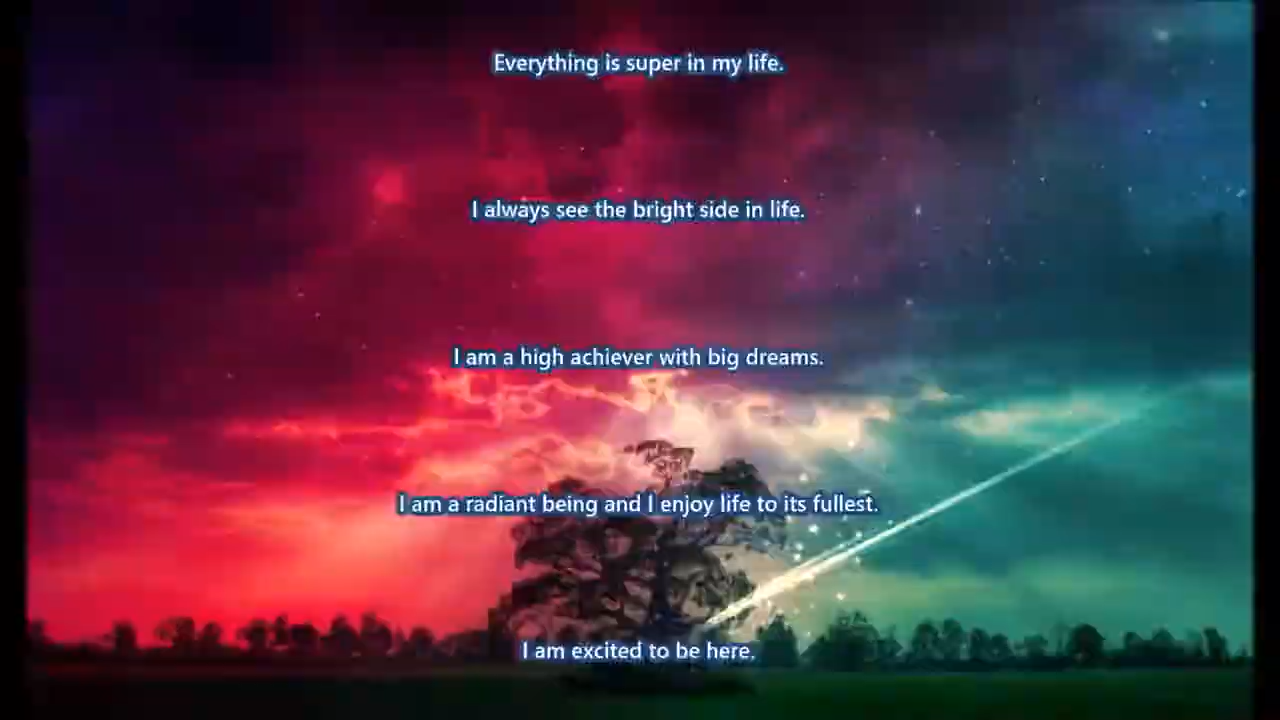 Everything is super in my life.
I always see the bright side in life.
I am a high achiever with big dreams.
I am a radiant being and I enjoy life to its fullest.
I am excited to be here.